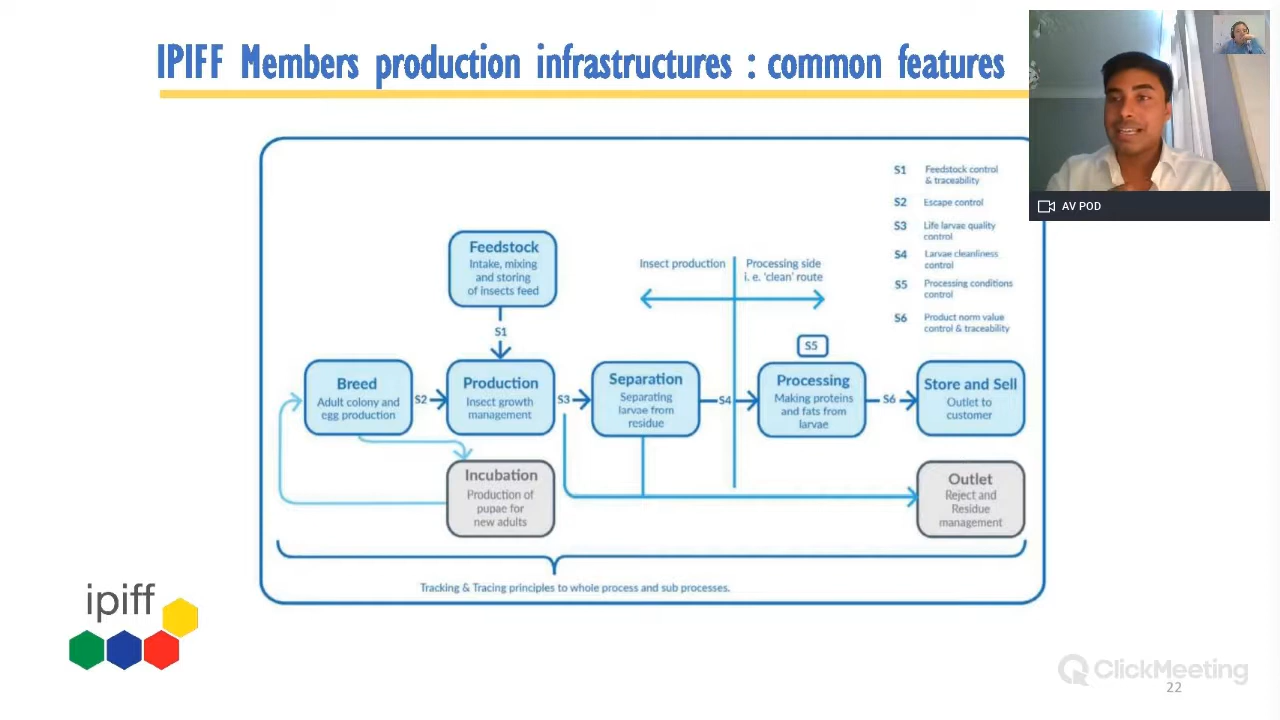 IPIFF Members production infrastructures : common features
AV POD
S1 Feedstock control
& traceability
S2 Escape control
S3 Life larvae quality
control
S4 Larvae cleanliness
control
S5 Processing conditions
control
S6 Product norm value
control & traceability
Feedstock
Intake, mixing
and storing
of insects feed
Insect production
Processing side
i. e. 'clean' route
S1
S5
Breed
Adult colony and
egg production
S2
Production
Insect growth
management
S3
Separation
Separating
larvae from
residue
S4
Processing
Making proteins
and fats from
larvae
S6
Store and Sell
Outlet to
customer
Incubation
Production of
pupae for
new adults
Outlet
Reject and
Residue
management
Tracking & Tracing principles to whole process and sub processes.
ipiff
ClickMeeting
22